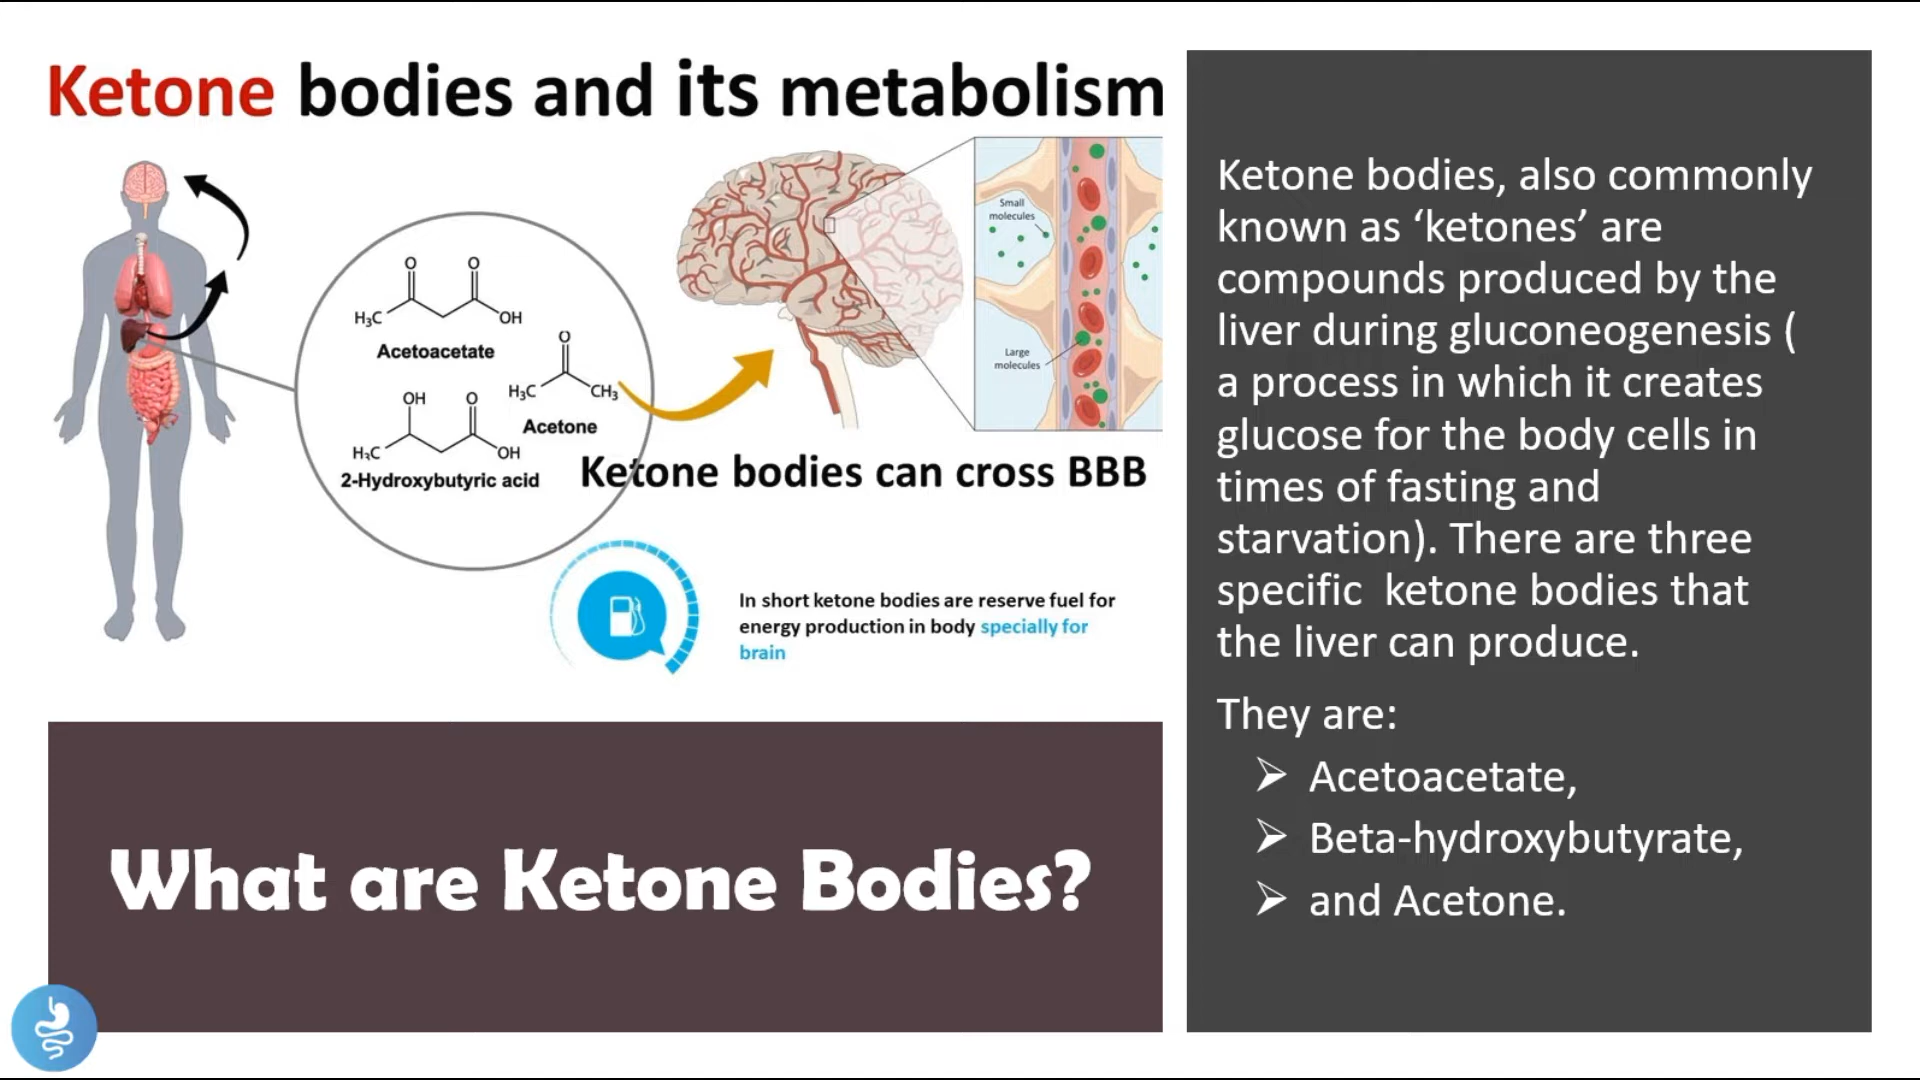 Ketone bodies and its metabolism
Small
molecules
Large
molecules
O
O
H₃C
OH
Acetoacetate
O
H₃C
CH₃
Acetone
OH
O
H₃C
OH
2-Hydroxybutyric acid
Ketone bodies can cross BBB
In short ketone bodies are reserve fuel for
energy production in body specially for
brain
What are Ketone Bodies?
Ketone bodies, also commonly
known as ‘ketones’ are
compounds produced by the
liver during gluconeogenesis (
a process in which it creates
glucose for the body cells in
times of fasting and
starvation). There are three
specific  ketone bodies that
the liver can produce.
They are:
➢ Acetoacetate,
➢ Beta-hydroxybutyrate,
➢ and Acetone.